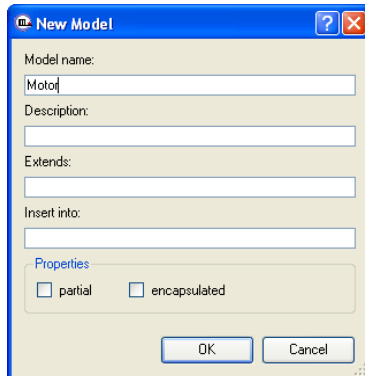 New Model
Model name:
Motor
Description:
Extends:
Insert into:
Properties
partial encapsulated
OK Cancel